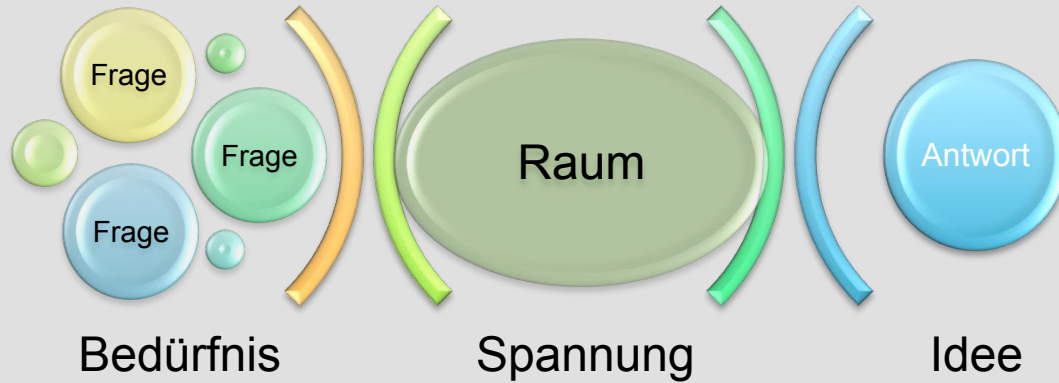 Frage
Frage
Frage
Raum
Antwort
Bedürfnis
Spannung
Idee